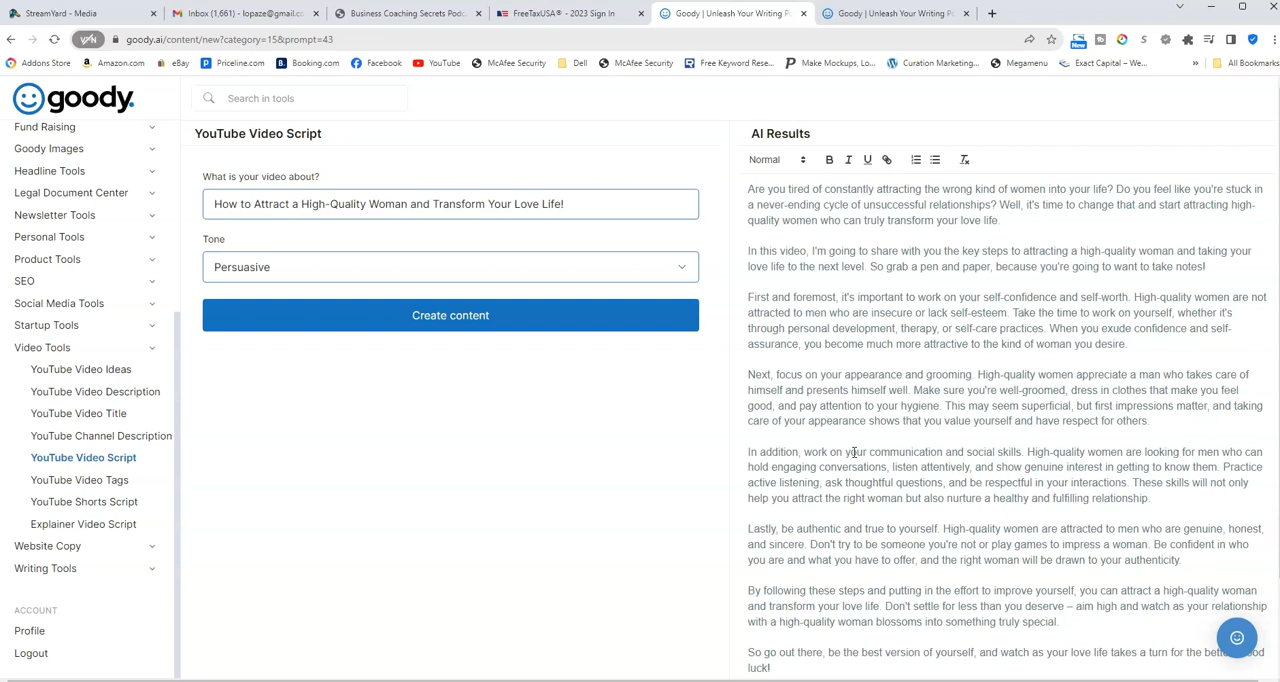 StreamYard - Media
Inbox (1,661) - lopaze@gmail.co
Business Coaching Secrets Podc
FreeTaxUSA® - 2023 Sign In
Goody | Unleash Your Writing P
Goody | Unleash Your Writing P
goody.ai/content/new?category=15&prompt=43
New
Addons Store
Amazon.com
eBay
Priceline.com
Booking.com
Facebook
YouTube
McAfee Security
Dell
McAfee Security
Free Keyword Rese...
Make Mockups, Lo...
Curation Marketing...
Megamenu
Exact Capital – We...
»
All Bookmarks
goody.
Search in tools
Fund Raising
Goody Images
Headline Tools
Legal Document Center
Newsletter Tools
Personal Tools
Product Tools
SEO
Social Media Tools
Startup Tools
Video Tools
YouTube Video Ideas
YouTube Video Description
YouTube Video Title
YouTube Channel Description
YouTube Video Script
YouTube Video Tags
YouTube Shorts Script
Explainer Video Script
Website Copy
Writing Tools
ACCOUNT
Profile
Logout
YouTube Video Script
What is your video about?
How to Attract a High-Quality Woman and Transform Your Love Life!
Tone
Persuasive
Create content
AI Results
Normal
B I U
Are you tired of constantly attracting the wrong kind of women into your life? Do you feel like you're stuck in
a never-ending cycle of unsuccessful relationships? Well, it's time to change that and start attracting high-
quality women who can truly transform your love life.
In this video, I'm going to share with you the key steps to attracting a high-quality woman and taking your
love life to the next level. So grab a pen and paper, because you're going to want to take notes!
First and foremost, it's important to work on your self-confidence and self-worth. High-quality women are not
attracted to men who are insecure or lack self-esteem. Take the time to work on yourself, whether it's
through personal development, therapy, or self-care practices. When you exude confidence and self-
assurance, you become much more attractive to the kind of woman you desire.
Next, focus on your appearance and grooming. High-quality women appreciate a man who takes care of
himself and presents himself well. Make sure you're well-groomed, dress in clothes that make you feel
good, and pay attention to your hygiene. This may seem superficial, but first impressions matter, and taking
care of your appearance shows that you value yourself and have respect for others.
In addition, work on your communication and social skills. High-quality women are looking for men who can
hold engaging conversations, listen attentively, and show genuine interest in getting to know them. Practice
active listening, ask thoughtful questions, and be respectful in your interactions. These skills will not only
help you attract the right woman but also nurture a healthy and fulfilling relationship.
Lastly, be authentic and true to yourself. High-quality women are attracted to men who are genuine, honest,
and sincere. Don't try to be someone you're not or play games to impress a woman. Be confident in who
you are and what you have to offer, and the right woman will be drawn to your authenticity.
By following these steps and putting in the effort to improve yourself, you can attract a high-quality woman
and transform your love life. Don't settle for less than you deserve – aim high and watch as your relationship
with a high-quality woman blossoms into something truly special.
So go out there, be the best version of yourself, and watch as your love life takes a turn for the
luck!